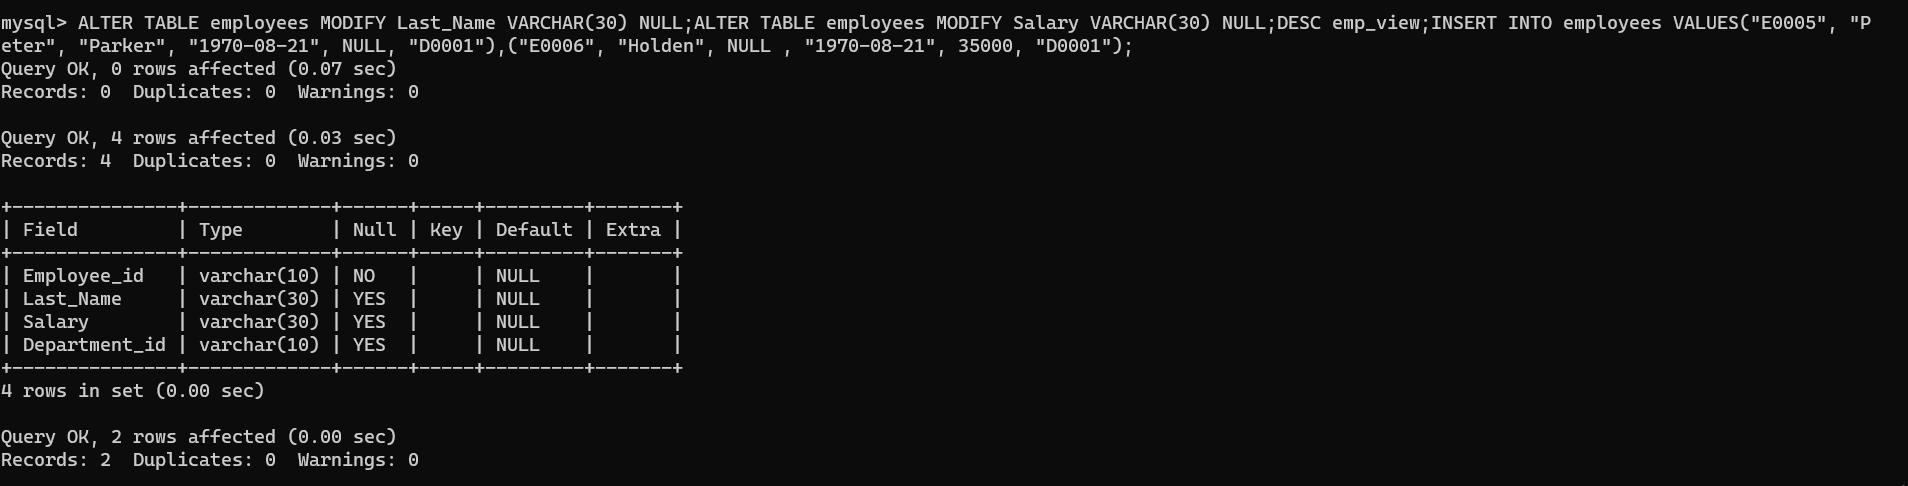 mysql> ALTER TABLE employees MODIFY Last_Name VARCHAR(30) NULL;ALTER TABLE employees MODIFY Salary VARCHAR(30) NULL;DESC emp_view;INSERT INTO employees VALUES("E0005", "P
eter", "Parker", "1970-08-21", NULL, "D0001"),("E0006", "Holden", NULL , "1970-08-21", 35000, "D0001");
Query OK, 0 rows affected (0.07 sec)
Records: 0  Duplicates: 0  Warnings: 0

Query OK, 4 rows affected (0.03 sec)
Records: 4  Duplicates: 0  Warnings: 0

+---------------+-------------+------+-----+---------+-------+
| Field         | Type        | Null | Key | Default | Extra |
+---------------+-------------+------+-----+---------+-------+
| Employee_id   | varchar(10) | NO   |     | NULL    |       |
| Last_Name     | varchar(30) | YES  |     | NULL    |       |
| Salary        | varchar(30) | YES  |     | NULL    |       |
| Department_id | varchar(10) | YES  |     | NULL    |       |
+---------------+-------------+------+-----+---------+-------+
4 rows in set (0.00 sec)

Query OK, 2 rows affected (0.00 sec)
Records: 2  Duplicates: 0  Warnings: 0